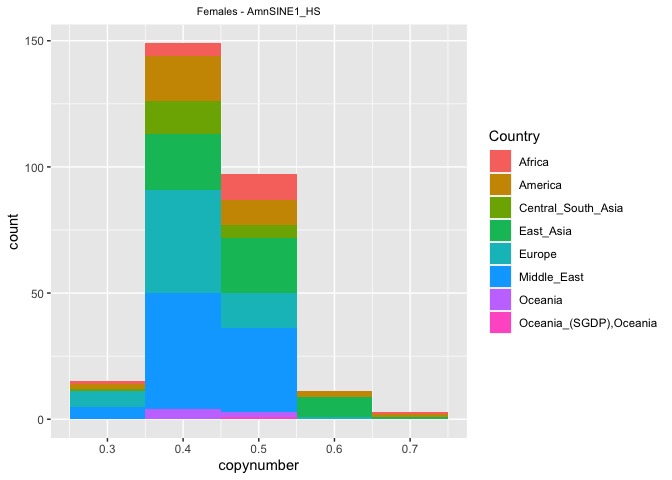 Females - AmnSINE1_HS
150
100
50
0
count
0.3 0.4 0.5 0.6 0.7
copynumber
Country
Africa
America
Central_South_Asia
East_Asia
Europe
Middle_East
Oceania
Oceania_(SGDP),Oceania